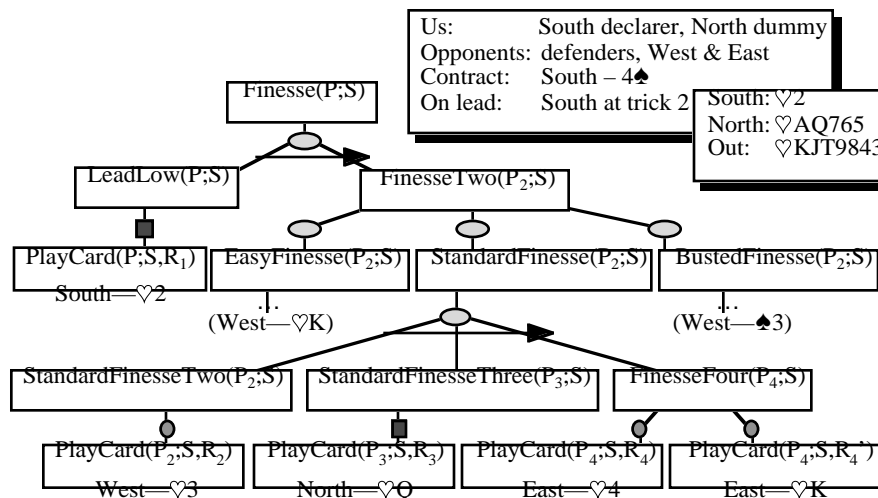 Us: South declarer, North dummy
Opponents: defenders, West & East
Contract: South – 4♠
On lead: South at trick 2
South: ♡2
North: ♡AQ765
Out: ♡KJT9843
Finesse(P;S)
LeadLow(P;S)
FinesseTwo(P₂;S)
PlayCard(P;S,R₁)
South—♡2
EasyFinesse(P₂;S)
StandardFinesse(P₂;S)
BustedFinesse(P₂;S)
…
(West—♡K)
…
(West—♠3)
StandardFinesseTwo(P₂;S)
StandardFinesseThree(P₃;S)
FinesseFour(P₄;S)
PlayCard(P₂;S,R₂)
West—♡3
PlayCard(P₃;S,R₃)
North—♡Q
PlayCard(P₄;S,R₄)
East—♡4
PlayCard(P₄;S,R₄’)
East—♡K